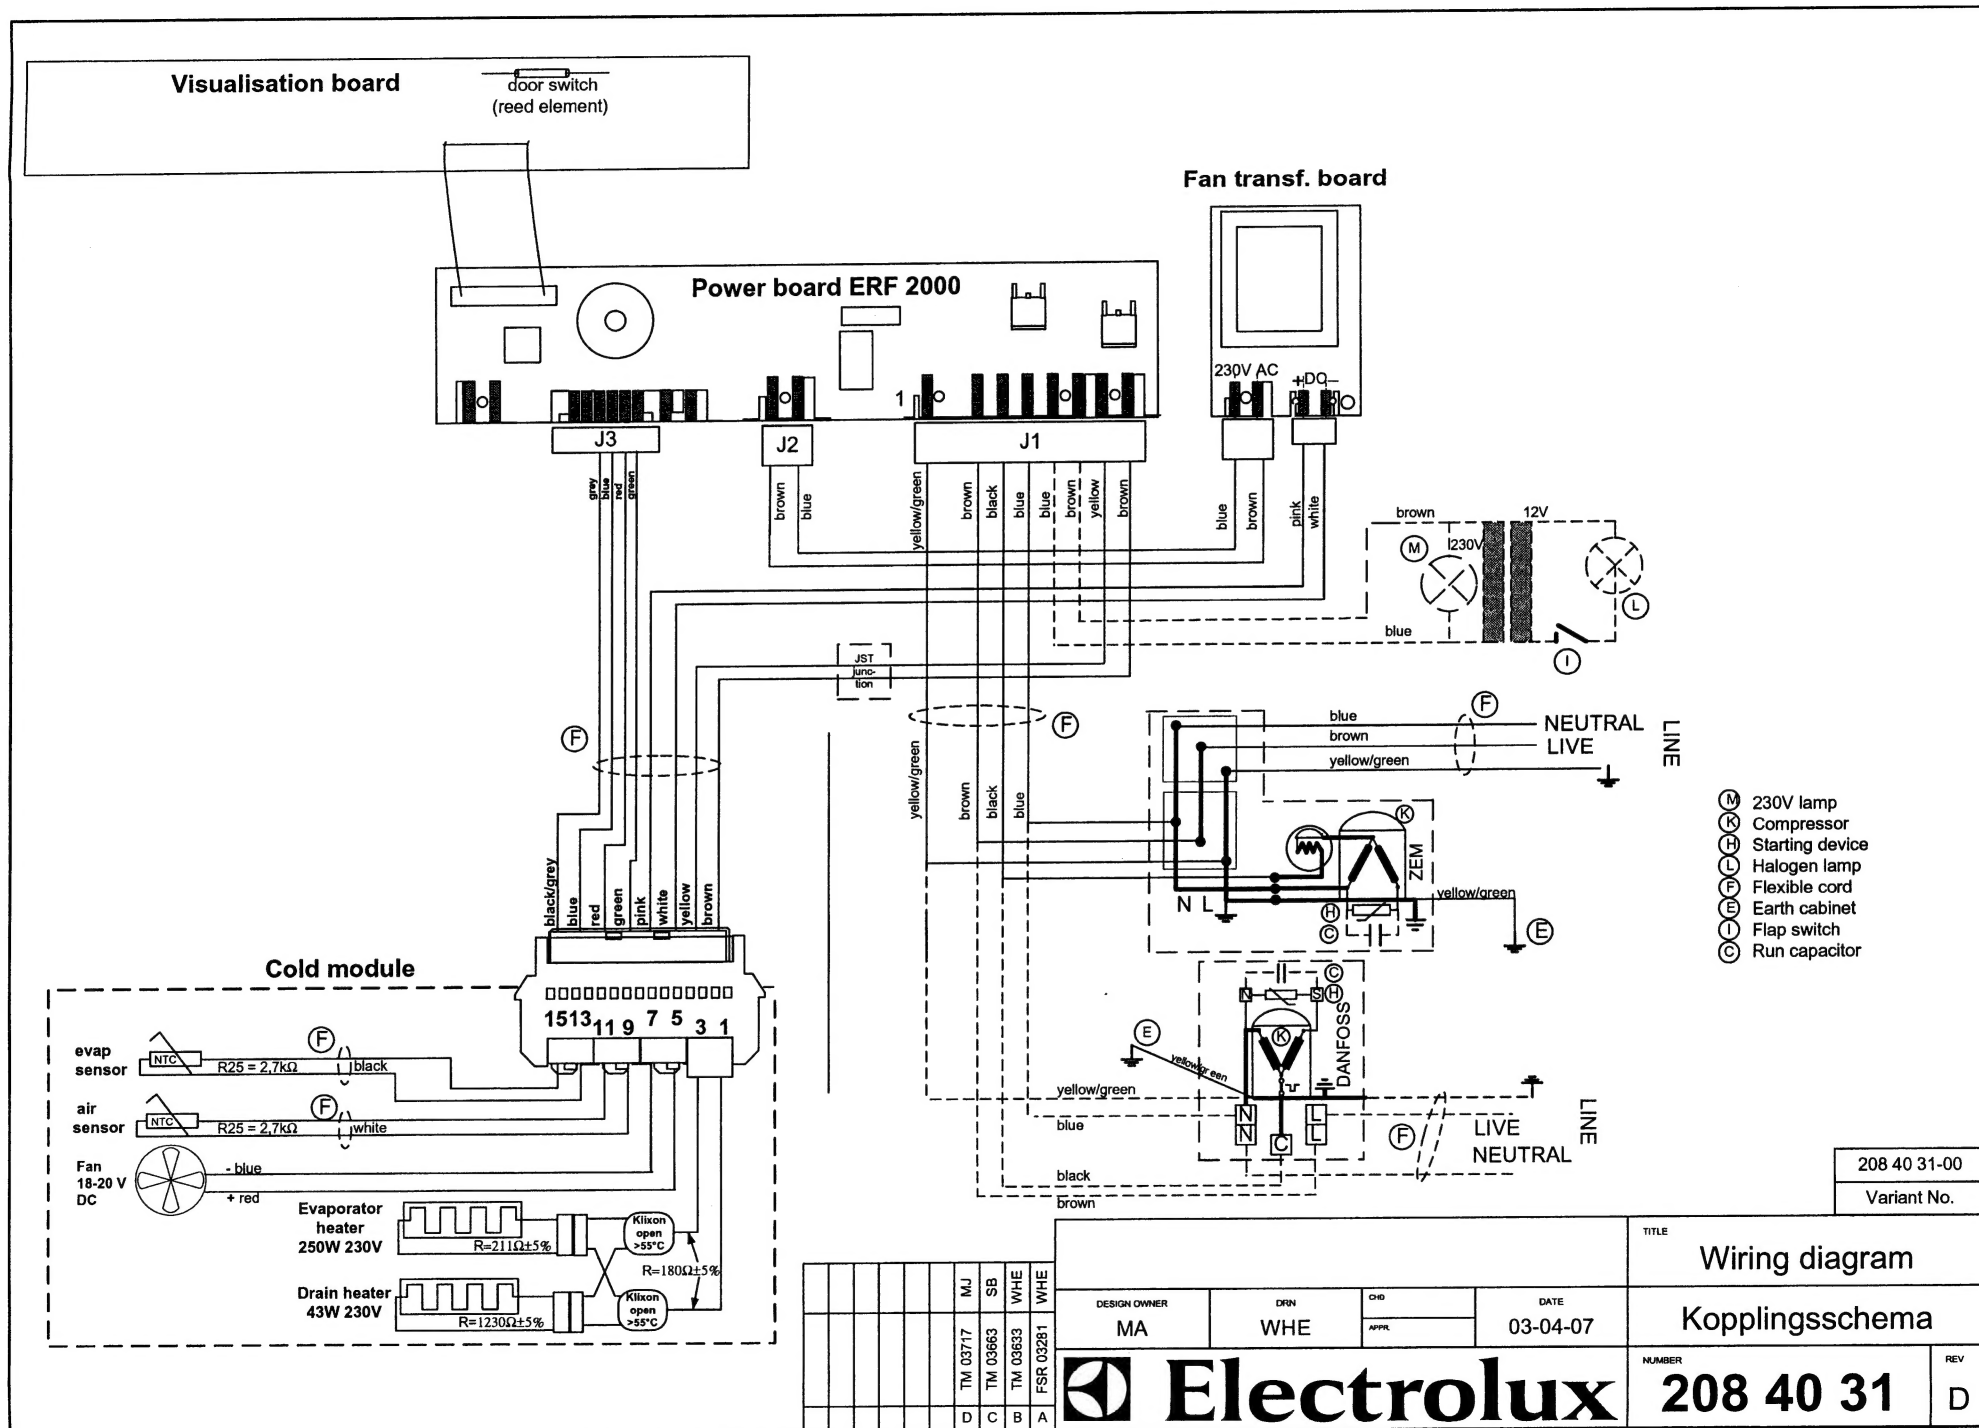 Visualisation board
door switch
(reed element)
Fan transf. board
Power board ERF 2000
230V AC
+DC-
1
J3
J2
J1
grey
blue
red
green
brown
blue
yellow/green
brown
black
blue
blue
brown
yellow
brown
blue
brown
pink
white
brown
12V
M
230V
L
blue
I
JST
junc-
tion
F
F
F
blue
NEUTRAL
brown
LIVE
yellow/green
LINE
yellow/green
brown
black
blue
K
ZEM
N L
H
C
yellow/green
E
M 230V lamp
K Compressor
H Starting device
L Halogen lamp
F Flexible cord
E Earth cabinet
I Flap switch
C Run capacitor
black/grey
blue
red
green
pink
white
yellow
brown
Cold module
15 13 11 9 7 5 3 1
evap
sensor
NTC
R25 = 2,7kΩ
F
black
air
sensor
NTC
R25 = 2,7kΩ
F
white
Fan
18-20 V
DC
- blue
+ red
Evaporator
heater
250W 230V
R=211Ω±5%
Klixon
open
>55°C
R=180Ω±5%
Drain heater
43W 230V
R=1230Ω±5%
Klixon
open
>55°C
C
N
S
H
K
DANFOSS
E
yellow/green
yellow/green
blue
N
N
C
L
L
black
brown
F
LIVE
NEUTRAL
LINE
208 40 31-00
Variant No.
TITLE
Wiring diagram
Kopplingsschema
DESIGN OWNER
MA
DRN
WHE
CHD
APPR.
DATE
03-04-07
NUMBER
208 40 31
REV
D
Electrolux
MJ
SB
WHE
WHE
TM 03717
TM 03663
TM 03633
FSR 03281
D
C
B
A